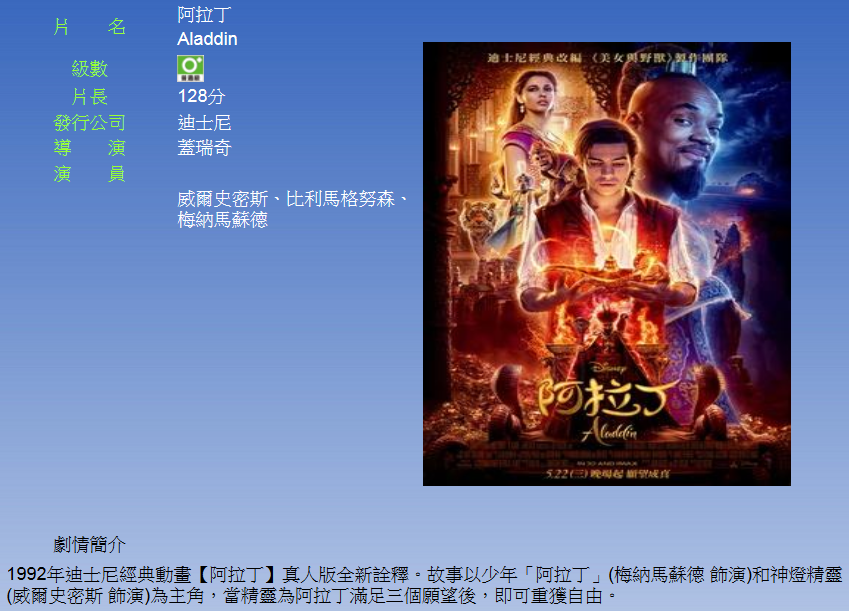 片 名
阿拉丁
Aladdin
級數
普遍級
片長
128分
發行公司
迪士尼
導 演
蓋瑞奇
演 員
威爾史密斯、比利馬格努森、
梅納馬蘇德
迪士尼經典改編 《美女與野獸》製作團隊
Disney
阿拉丁
Aladdin
IN 3D AND IMAX
5.22(三)晚場起 願望成真
劇情簡介
1992年迪士尼經典動畫【阿拉丁】真人版全新詮釋。故事以少年「阿拉丁」(梅納馬蘇德 飾演)和神燈精靈
(威爾史密斯 飾演)為主角，當精靈為阿拉丁滿足三個願望後，即可重獲自由。